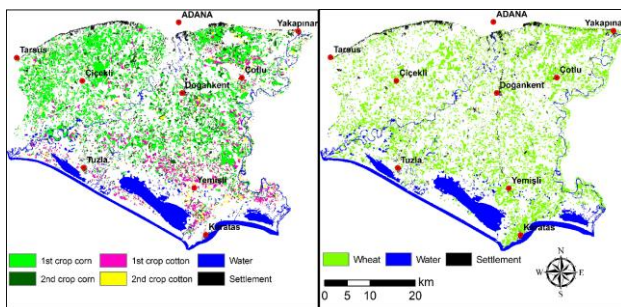 ADANA
Yakapınar
Tarsus
Çiçekli
Çotlu
Doğankent
Tuzla
Yemişli
Karataş
1st crop corn
1st crop cotton
Water
2nd crop corn
2nd crop cotton
Settlement
ADANA
Yakapınar
Tarsus
Çiçekli
Çotlu
Doğankent
Tuzla
Yemişli
Karataş
Wheat
Water
Settlement
N
W
E
S
km
0 5 10 20